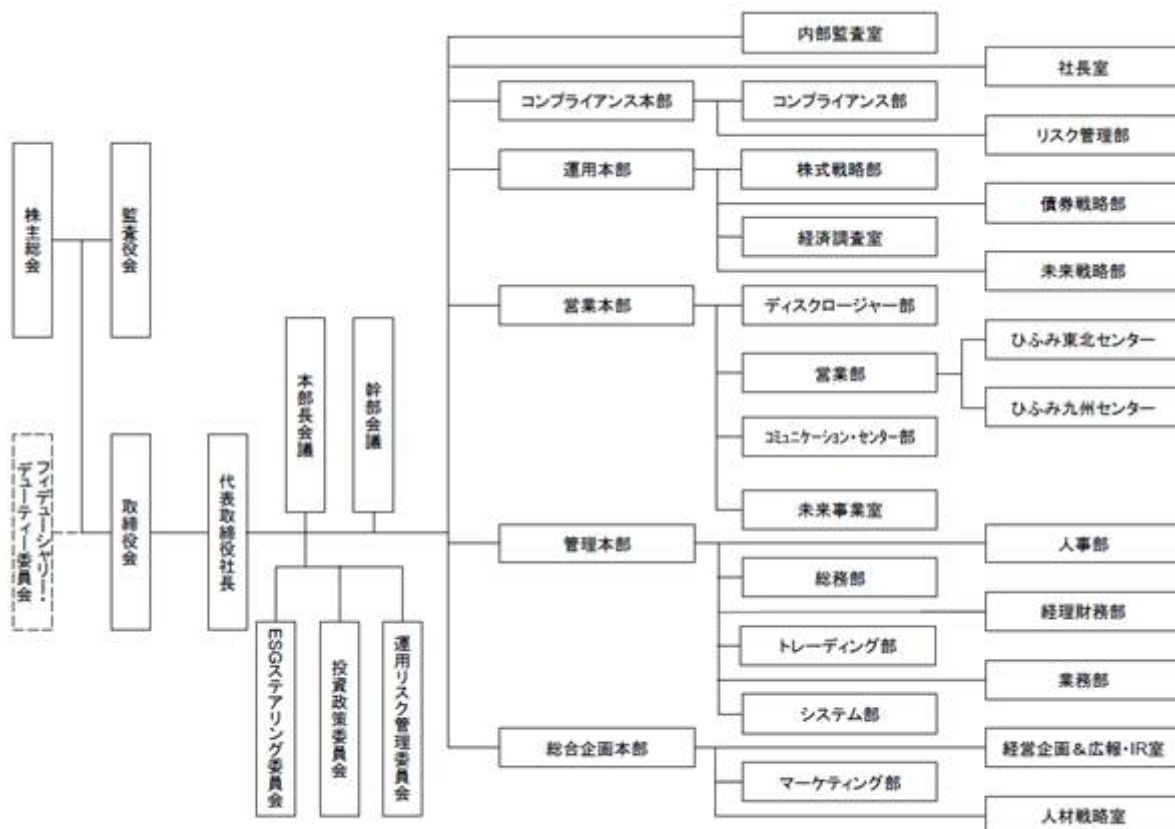 株主総会
監査役会
フィデューシャリー・
デューティー委員会
取締役会
代表取締役社長
本部長会議
幹部会議
ESGステアリング委員会
投資政策委員会
運用リスク管理委員会
内部監査室
社長室
コンプライアンス本部
コンプライアンス部
リスク管理部
運用本部
株式戦略部
債券戦略部
経済調査室
未来戦略部
営業本部
ディスクロージャー部
営業部
ひふみ東北センター
ひふみ九州センター
コミュニケーション・センター部
未来事業室
管理本部
人事部
総務部
経理財務部
トレーディング部
業務部
システム部
総合企画本部
経営企画&広報・IR室
マーケティング部
人材戦略室